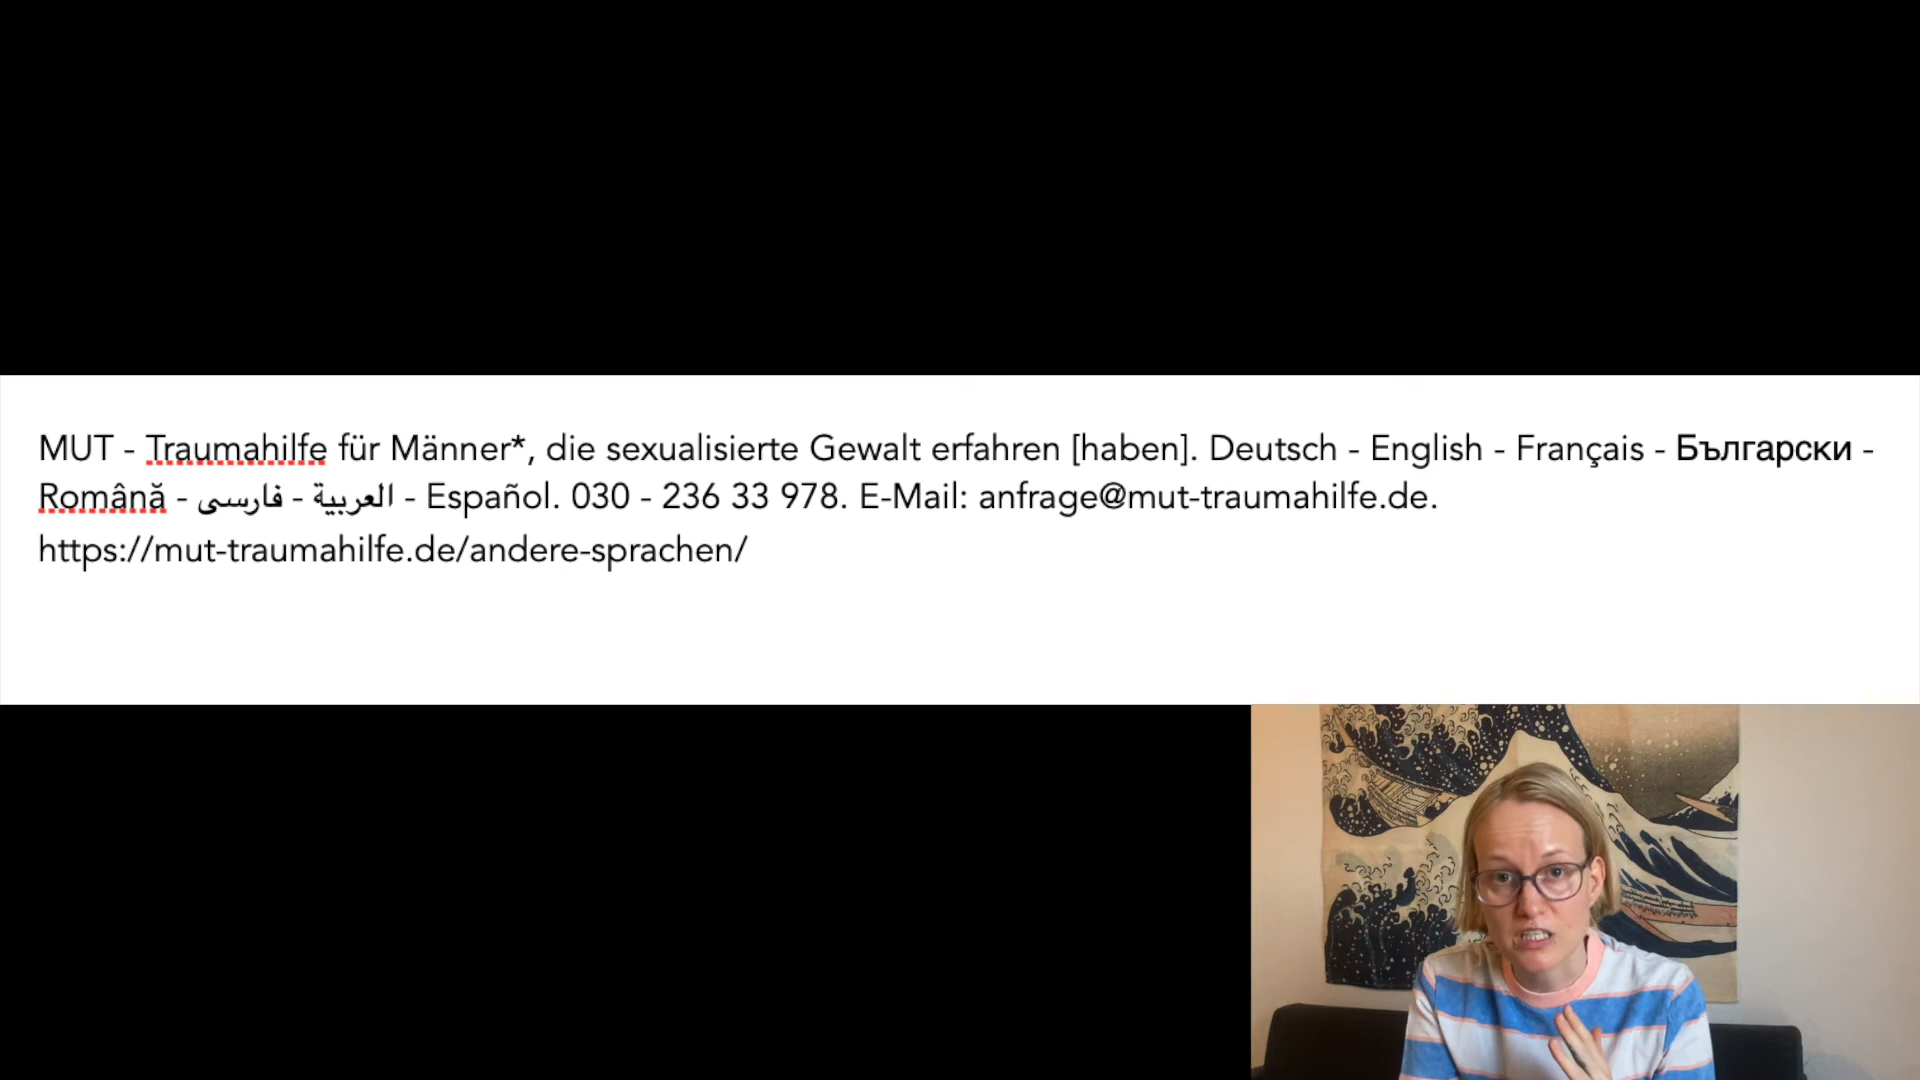 MUT - Traumahilfe für Männer*, die sexualisierte Gewalt erfahren [haben]. Deutsch - English - Français - Български -
Română - فارسی - العربية - Español. 030 - 236 33 978. E-Mail: anfrage@mut-traumahilfe.de.
https://mut-traumahilfe.de/andere-sprachen/